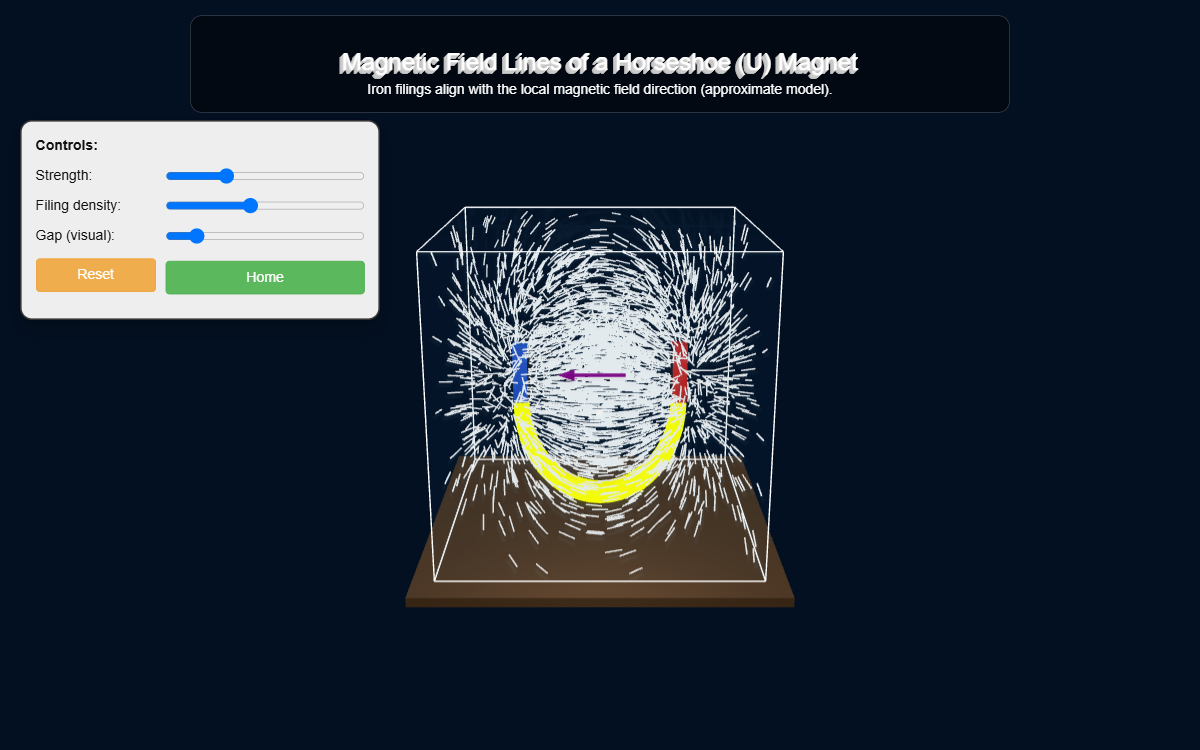 Magnetic Field Lines of a Horseshoe (U) Magnet
Iron filings align with the local magnetic field direction (approximate model).
Controls:
Strength:
Filing density:
Gap (visual):
Reset
Home